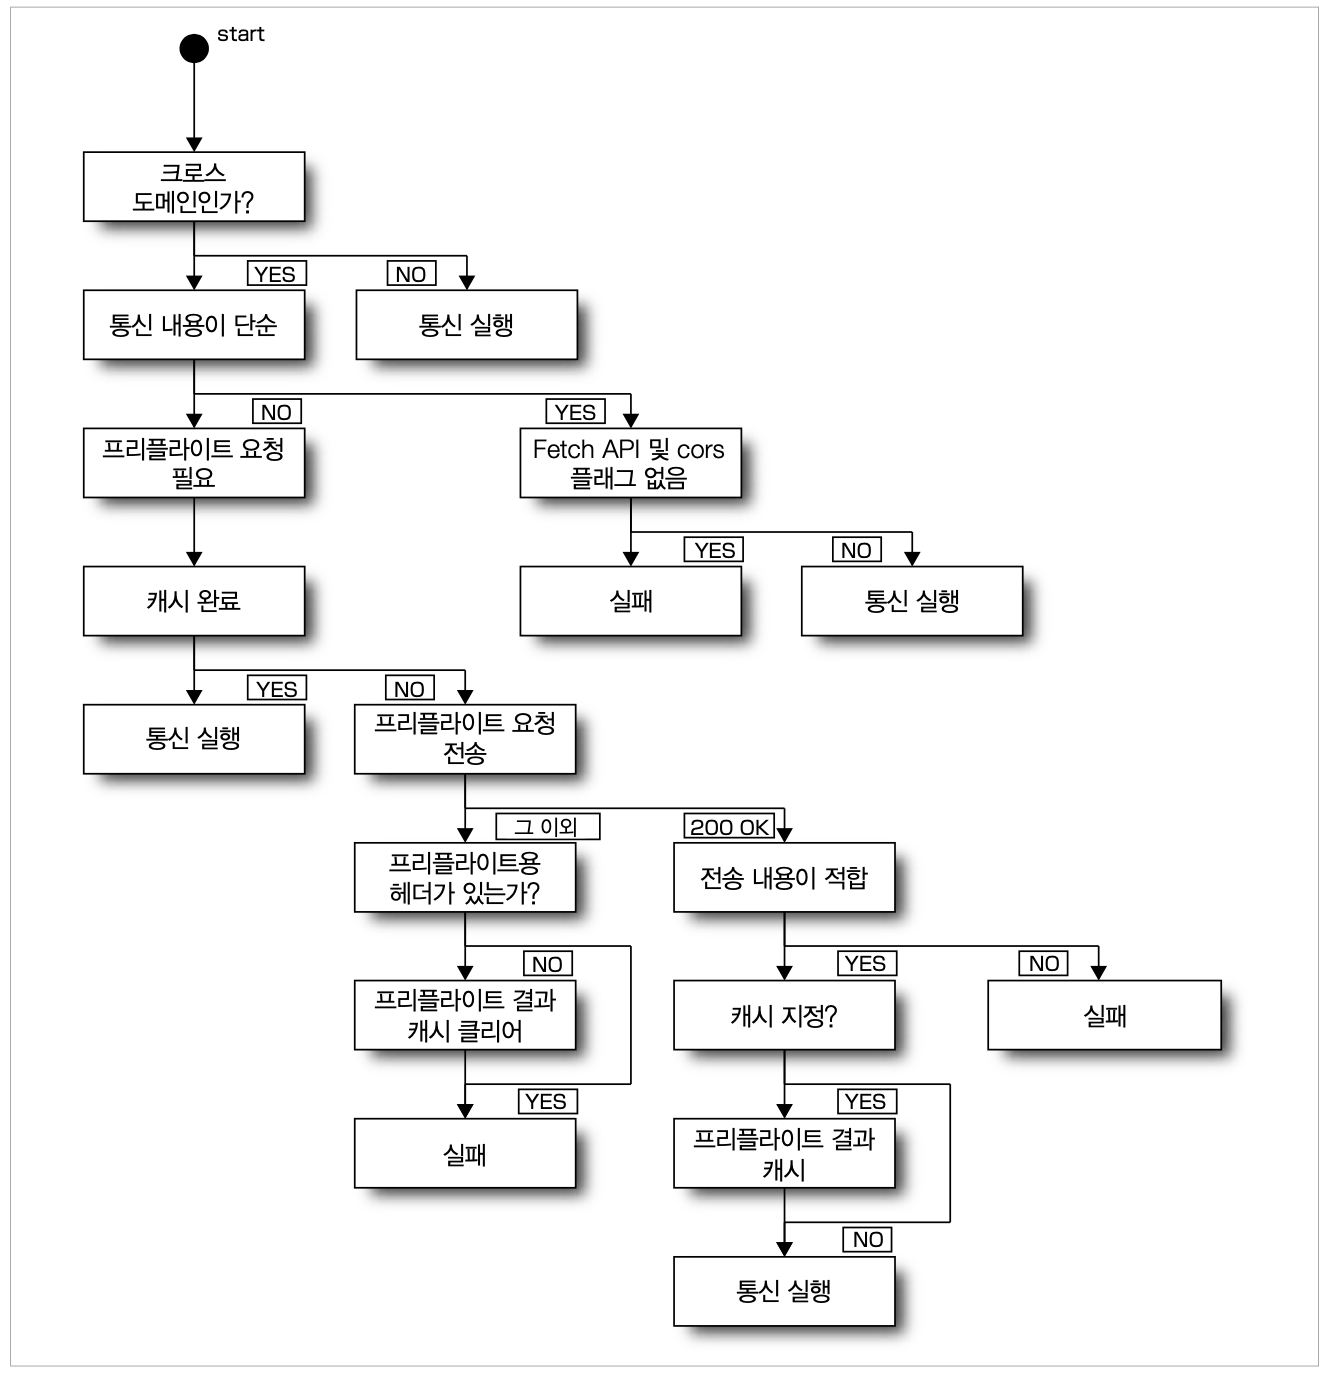 start
크로스
도메인인가?
YES
NO
통신 내용이 단순
통신 실행
NO
YES
프리플라이트 요청
필요
Fetch API 및 cors
플래그 없음
YES
NO
캐시 완료
실패
통신 실행
YES
NO
통신 실행
프리플라이트 요청
전송
그 이외
200 OK
프리플라이트용
헤더가 있는가?
전송 내용이 적합
NO
YES
NO
프리플라이트 결과
캐시 클리어
캐시 지정?
실패
YES
YES
실패
프리플라이트 결과
캐시
NO
통신 실행